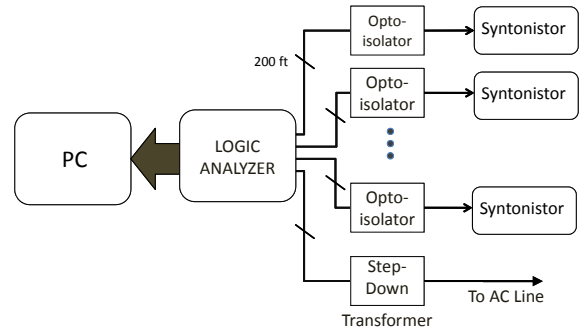 Opto-
isolator
Syntonistor
200 ft
Opto-
isolator
Syntonistor
PC
LOGIC
ANALYZER
Opto-
isolator
Syntonistor
Step-
Down
To AC Line
Transformer